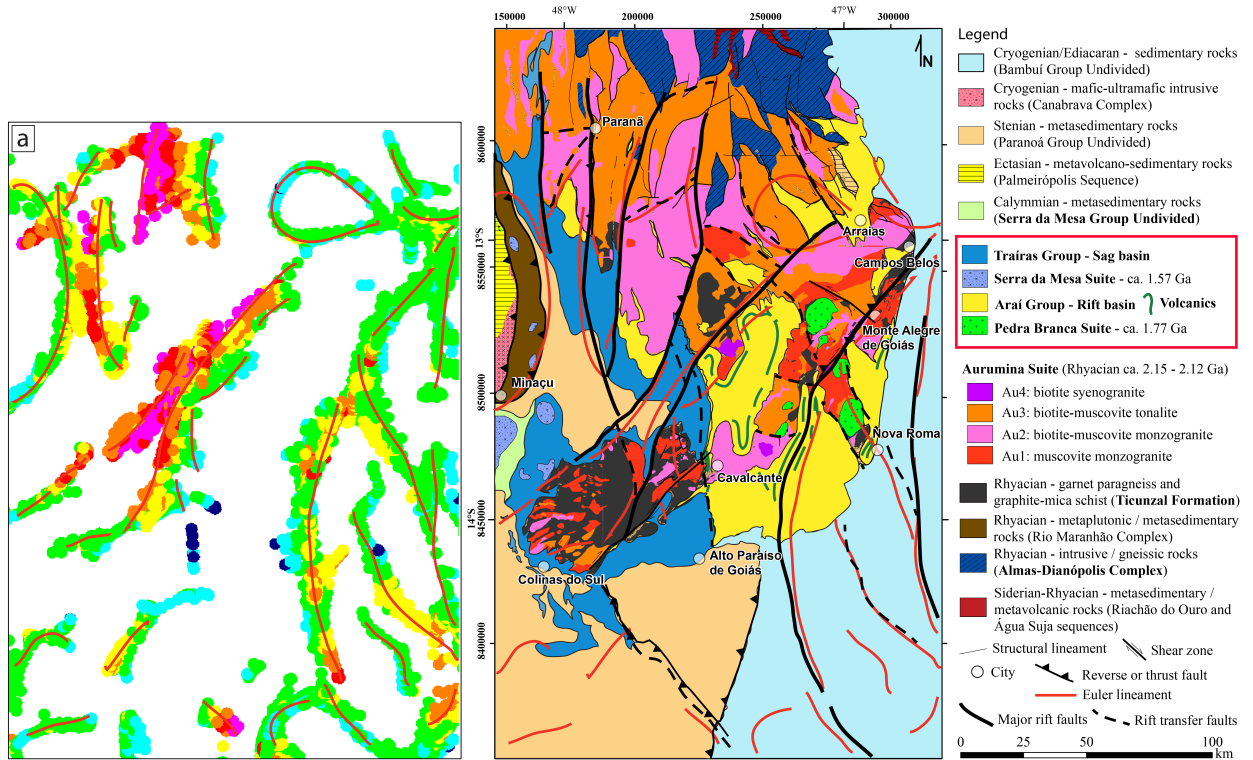 a
150000
48°W
200000
250000
47°W
300000
N
8600000
13°S
8550000
8500000
14°S
8450000
8400000
Paranã
Arraias
Campos Belos
Monte Alegre
de Goiás
Minaçu
Nova Roma
Cavalcante
Alto Paraíso
de Goiás
Colinas do Sul
Legend
Cryogenian/Ediacaran - sedimentary rocks
(Bambuí Group Undivided)
Cryogenian - mafic-ultramafic intrusive
rocks (Canabrava Complex)
Stenian - metasedimentary rocks
(Paranoá Group Undivided)
Ectasian - metavolcano-sedimentary rocks
(Palmeirópolis Sequence)
Calymmian - metasedimentary rocks
(Serra da Mesa Group Undivided)
Traíras Group - Sag basin
Serra da Mesa Suite - ca. 1.57 Ga
Araí Group - Rift basin Volcanics
Pedra Branca Suite - ca. 1.77 Ga
Aurumina Suite (Rhyacian ca. 2.15 - 2.12 Ga)
Au4: biotite syenogranite
Au3: biotite-muscovite tonalite
Au2: biotite-muscovite monzogranite
Au1: muscovite monzogranite
Rhyacian - garnet paragneiss and
graphite-mica schist (Ticunzal Formation)
Rhyacian - metaplutonic / metasedimentary
rocks (Rio Maranhão Complex)
Rhyacian - intrusive / gneissic rocks
(Almas-Dianópolis Complex)
Siderian-Rhyacian - metasedimentary /
metavolcanic rocks (Riachão do Ouro and
Água Suja sequences)
Structural lineament
Shear zone
City
Reverse or thrust fault
Euler lineament
Major rift faults
Rift transfer faults
0 25 50 100
km